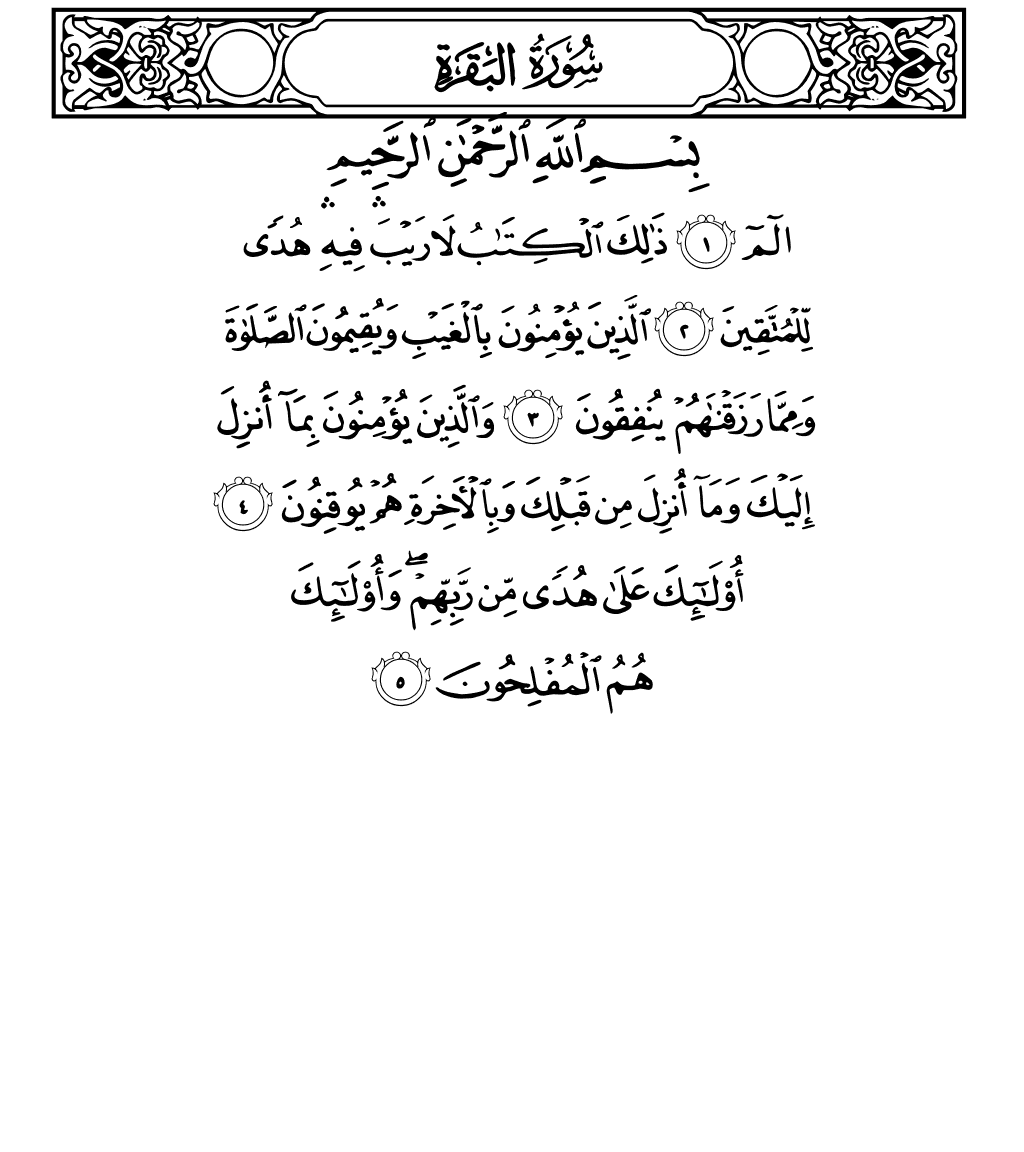 سُورَةُ البَقَرَةِ
بِسْمِ ٱللَّهِ ٱلرَّحْمَٰنِ ٱلرَّحِيمِ
الٓمٓ ١ ذَٰلِكَ ٱلْكِتَٰبُ لَا رَيْبَۛ فِيهِۛ هُدًى
لِّلْمُتَّقِينَ ٢ ٱلَّذِينَ يُؤْمِنُونَ بِٱلْغَيْبِ وَيُقِيمُونَ ٱلصَّلَوٰةَ
وَمِمَّا رَزَقْنَٰهُمْ يُنفِقُونَ ٣ وَٱلَّذِينَ يُؤْمِنُونَ بِمَآ أُنزِلَ
إِلَيْكَ وَمَآ أُنزِلَ مِن قَبْلِكَ وَبِٱلْأَخِرَةِ هُمْ يُوقِنُونَ ٤
أُوْلَٰٓئِكَ عَلَىٰ هُدًى مِّن رَّبِّهِمْۖ وَأُوْلَٰٓئِكَ
هُمُ ٱلْمُفْلِحُونَ ٥